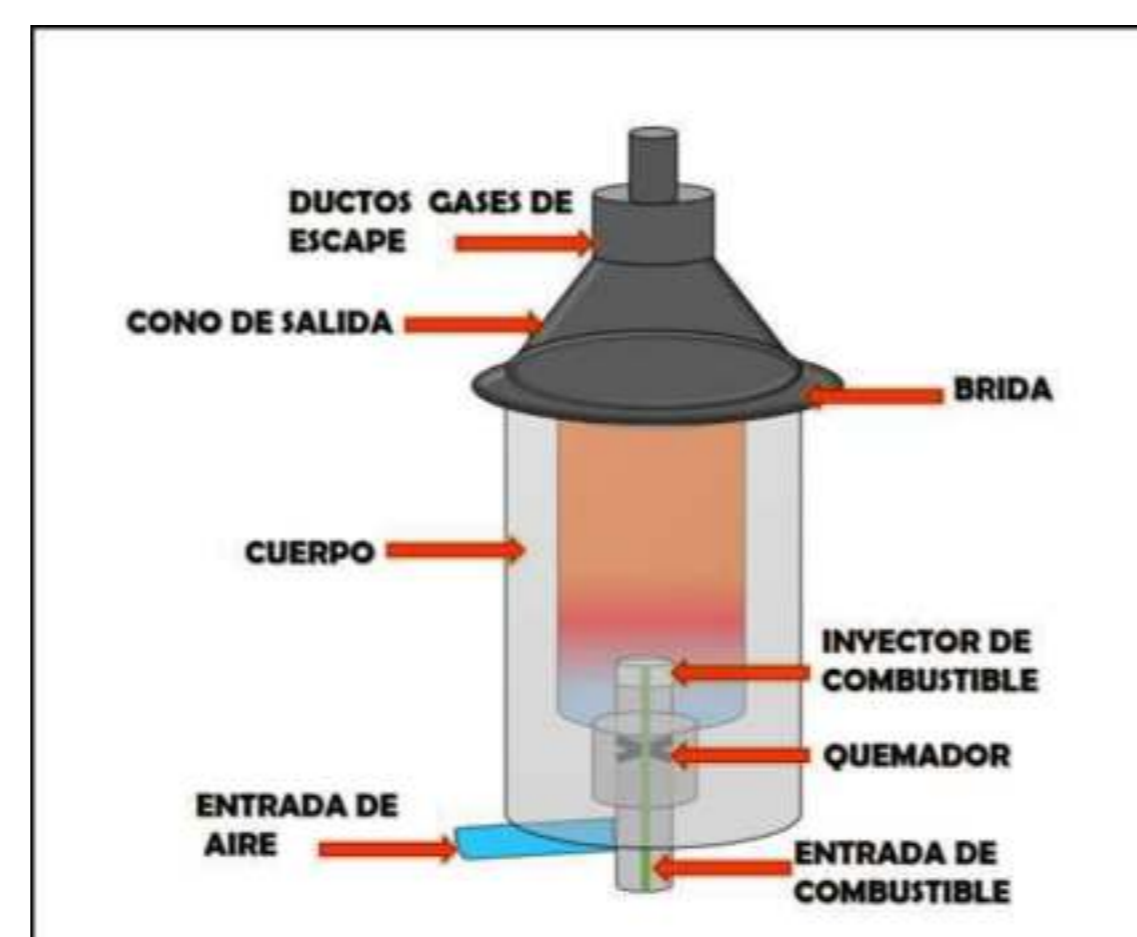 DUCTOS GASES DE
ESCAPE
CONO DE SALIDA
BRIDA
CUERPO
INYECTOR DE
COMBUSTIBLE
QUEMADOR
ENTRADA DE
AIRE
ENTRADA DE
COMBUSTIBLE